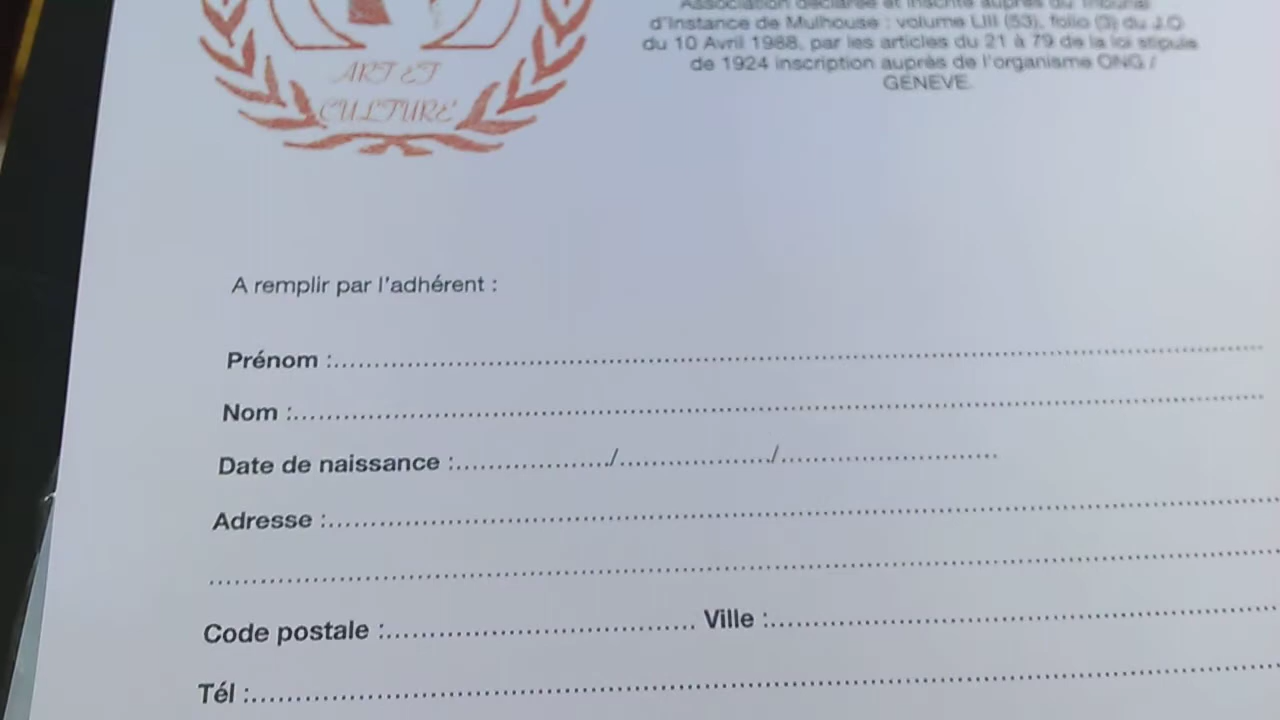 ART ET
CULTURE
Association déclarée et inscrite auprès du Tribunal
d'Instance de Mulhouse : volume LIII (53), folio (3) du J.O
du 10 Avril 1988, par les articles du 21 à 79 de la loi stipule
de 1924 inscription auprès de l'organisme ONG /
GENEVE.
A remplir par l'adhérent :
Prénom :
Nom :
Date de naissance : / /
Adresse :
Code postale : Ville :
Tél :